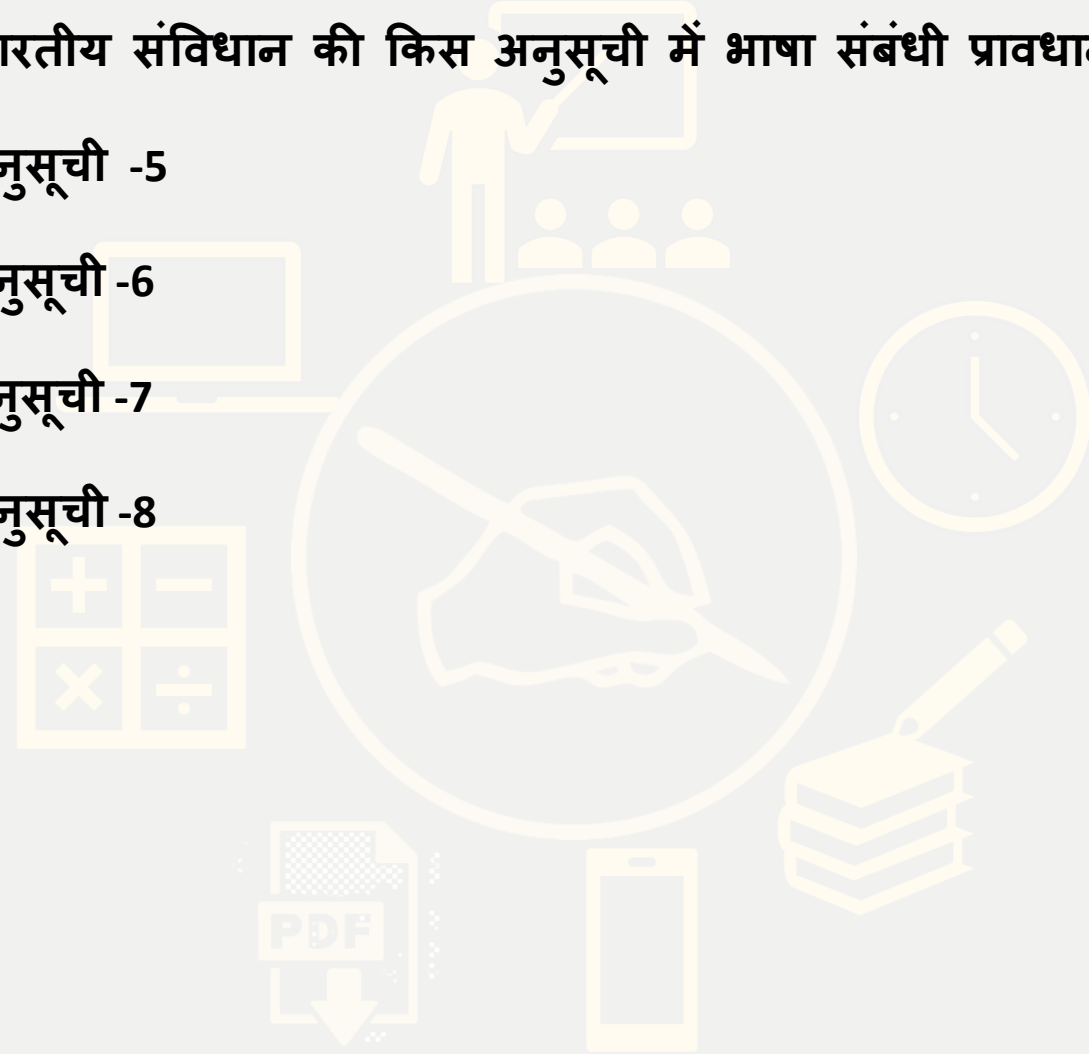 ारतीय संविधान की किस अनुसूची में भाषा संबंधी प्रावधान
नुसूची -5
नुसूची -6
नुसूची -7
नुसूची -8
PDF